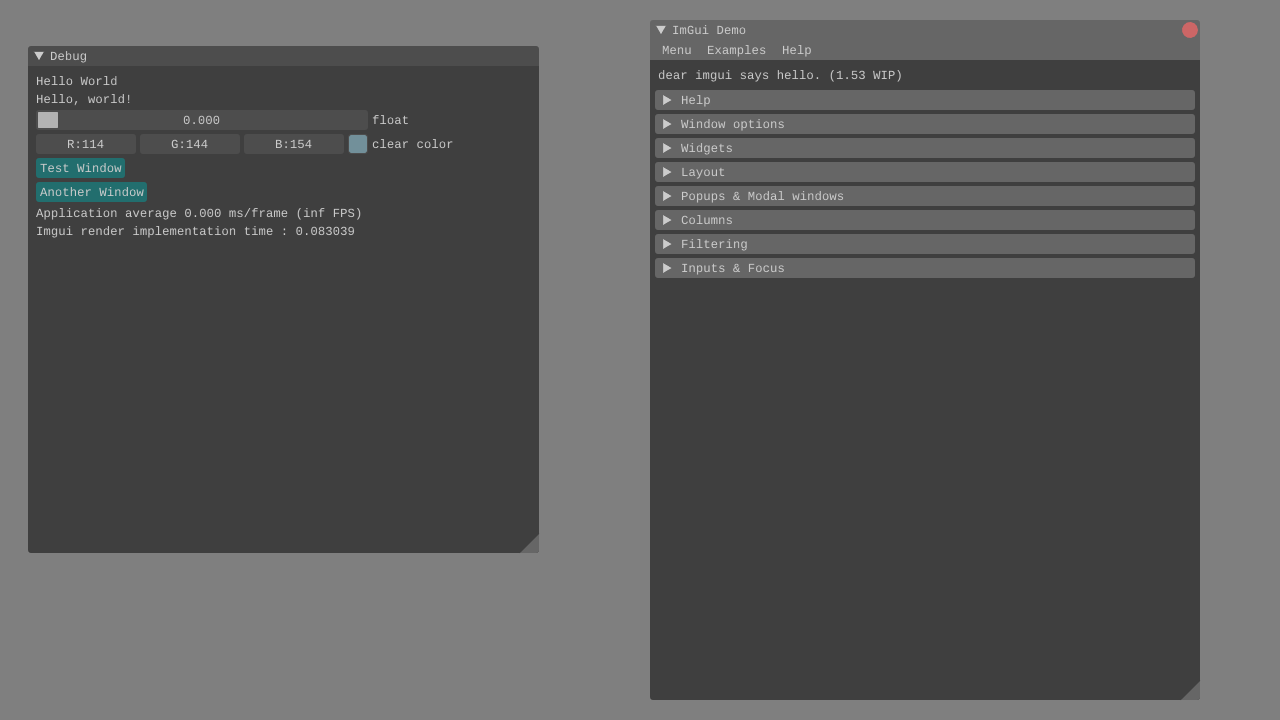 Debug
Hello World
Hello, world!
0.000 float
R:114 G:144 B:154 clear color
Test Window
Another Window
Application average 0.000 ms/frame (inf FPS)
Imgui render implementation time : 0.083039
ImGui Demo
Menu Examples Help
dear imgui says hello. (1.53 WIP)
Help
Window options
Widgets
Layout
Popups & Modal windows
Columns
Filtering
Inputs & Focus